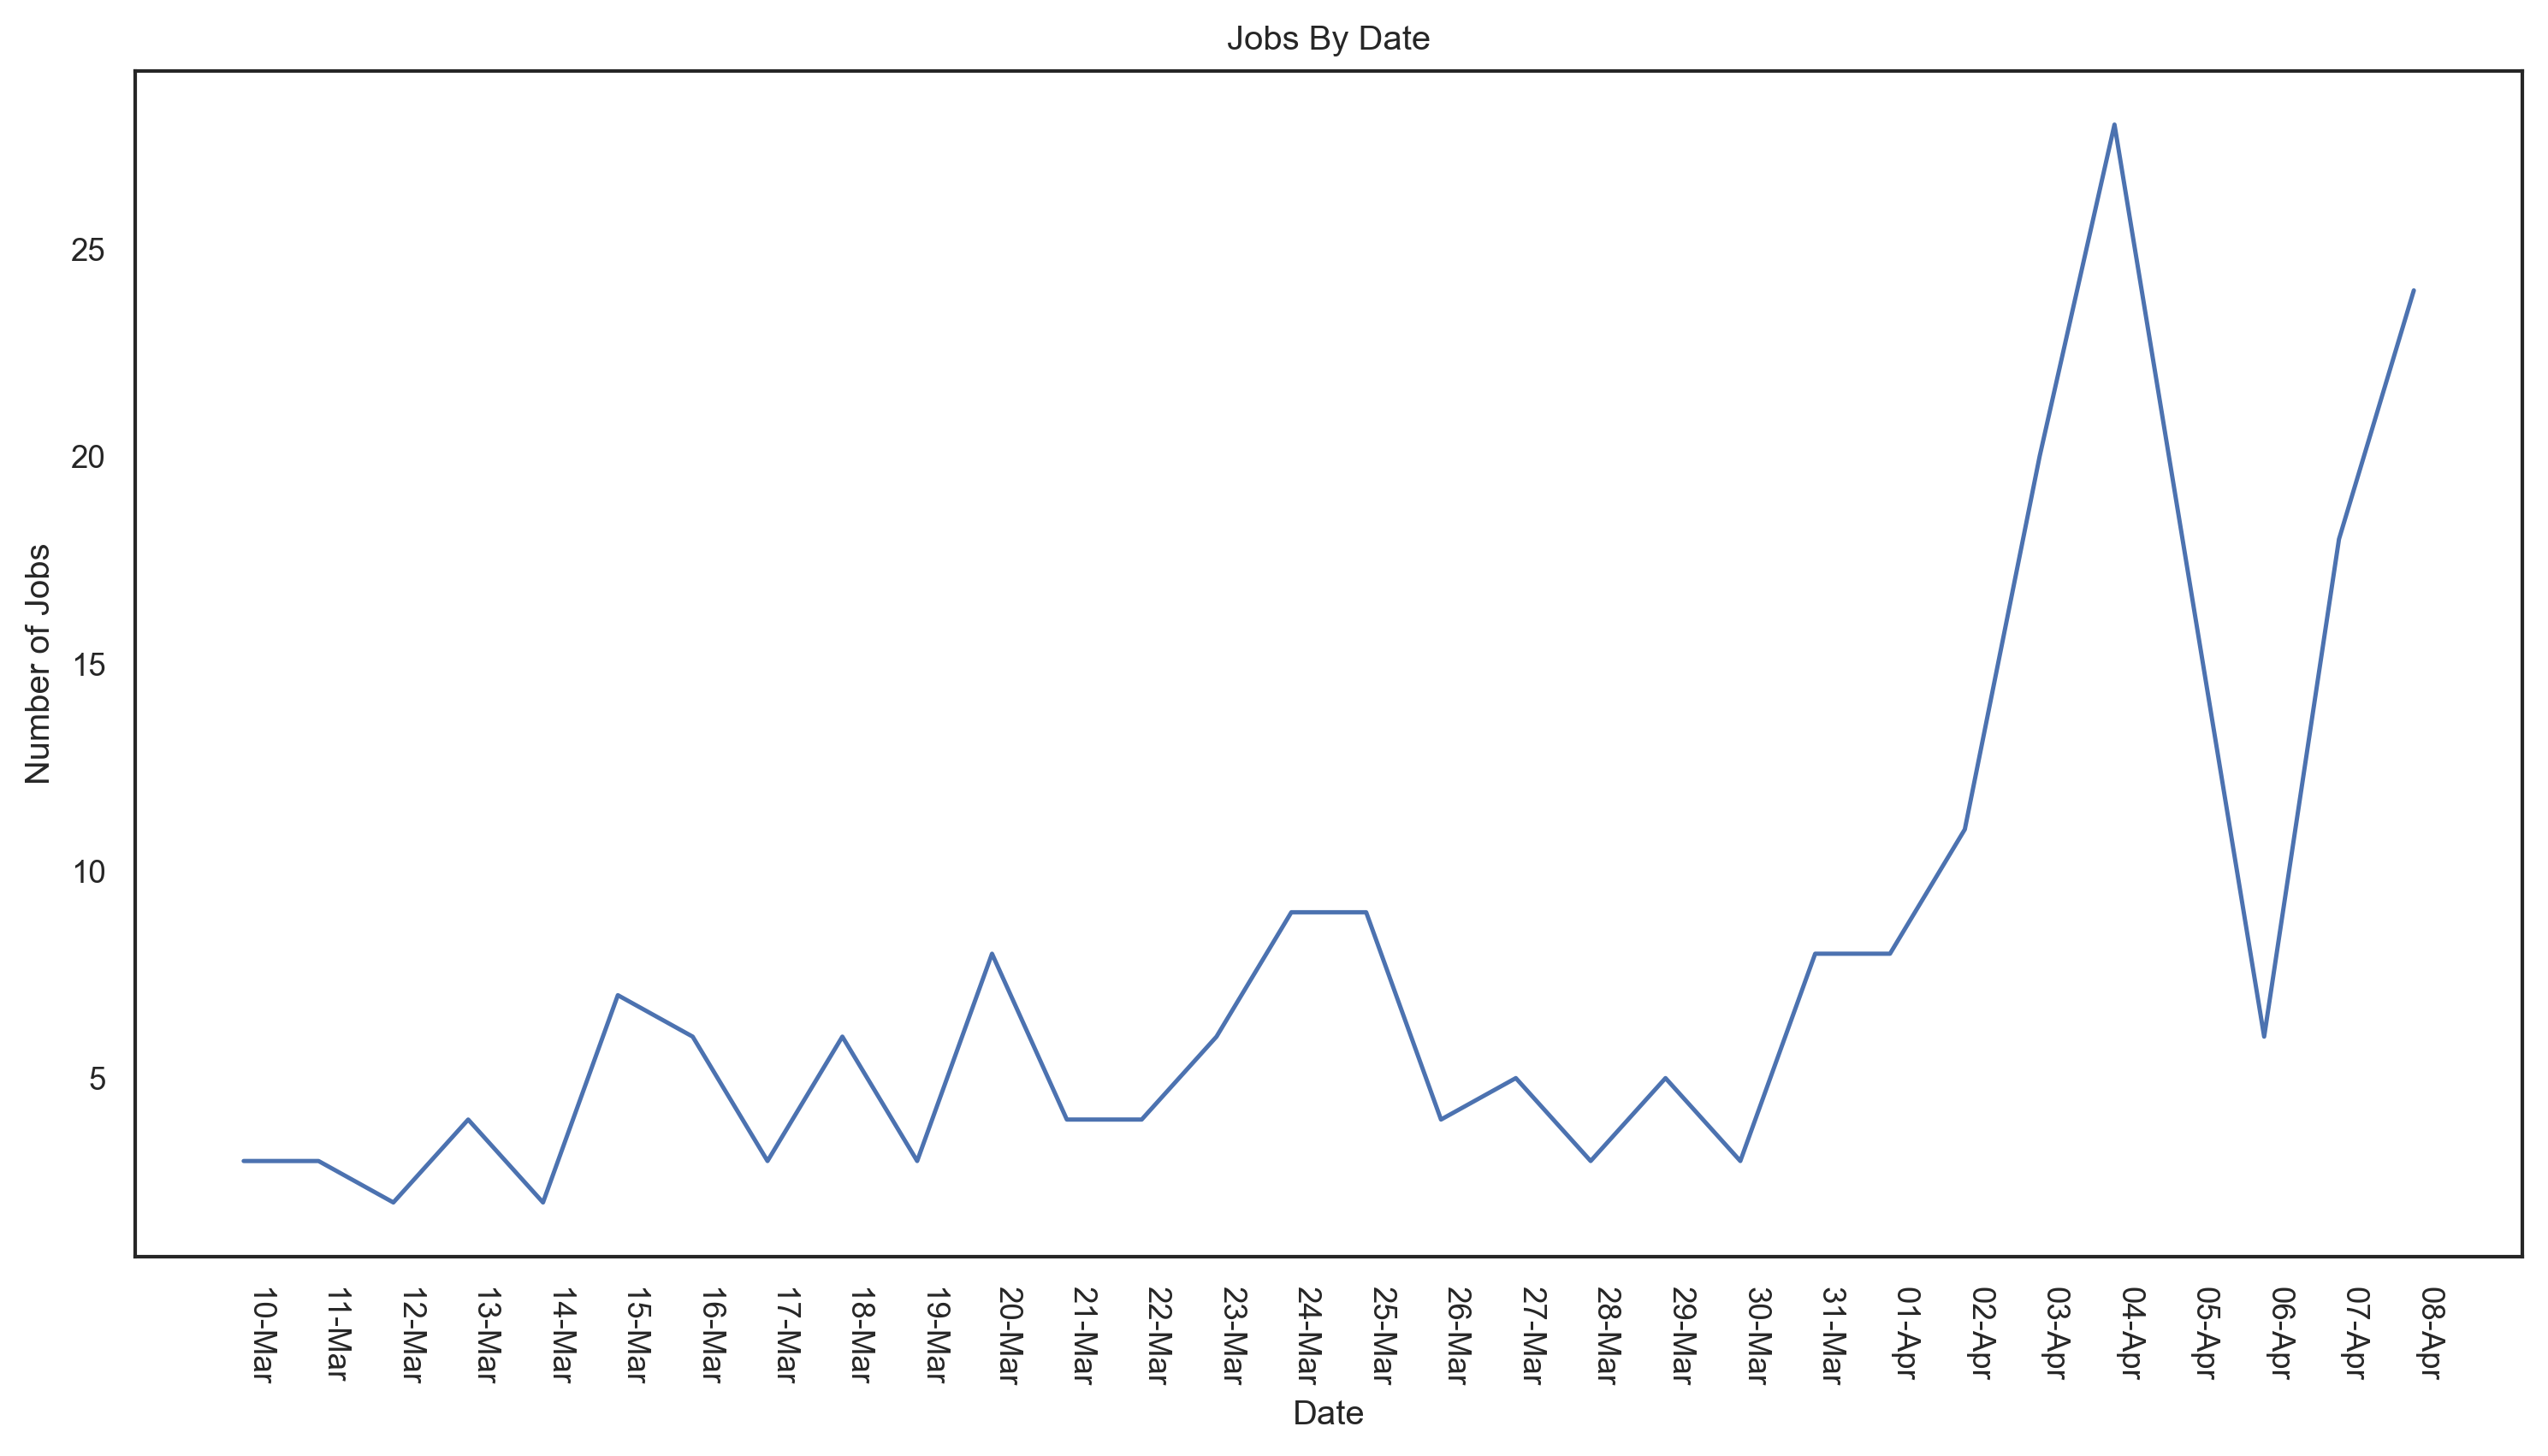 Jobs By Date
Number of Jobs
25
20
15
10
5
10-Mar
11-Mar
12-Mar
13-Mar
14-Mar
15-Mar
16-Mar
17-Mar
18-Mar
19-Mar
20-Mar
21-Mar
22-Mar
23-Mar
24-Mar
25-Mar
26-Mar
27-Mar
28-Mar
29-Mar
30-Mar
31-Mar
01-Apr
02-Apr
03-Apr
04-Apr
05-Apr
06-Apr
07-Apr
08-Apr
Date